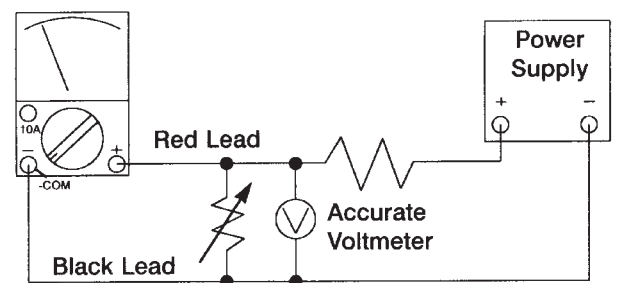 Power
Supply
+
−
10A
−
+
-COM
Red Lead
V
Accurate
Voltmeter
Black Lead